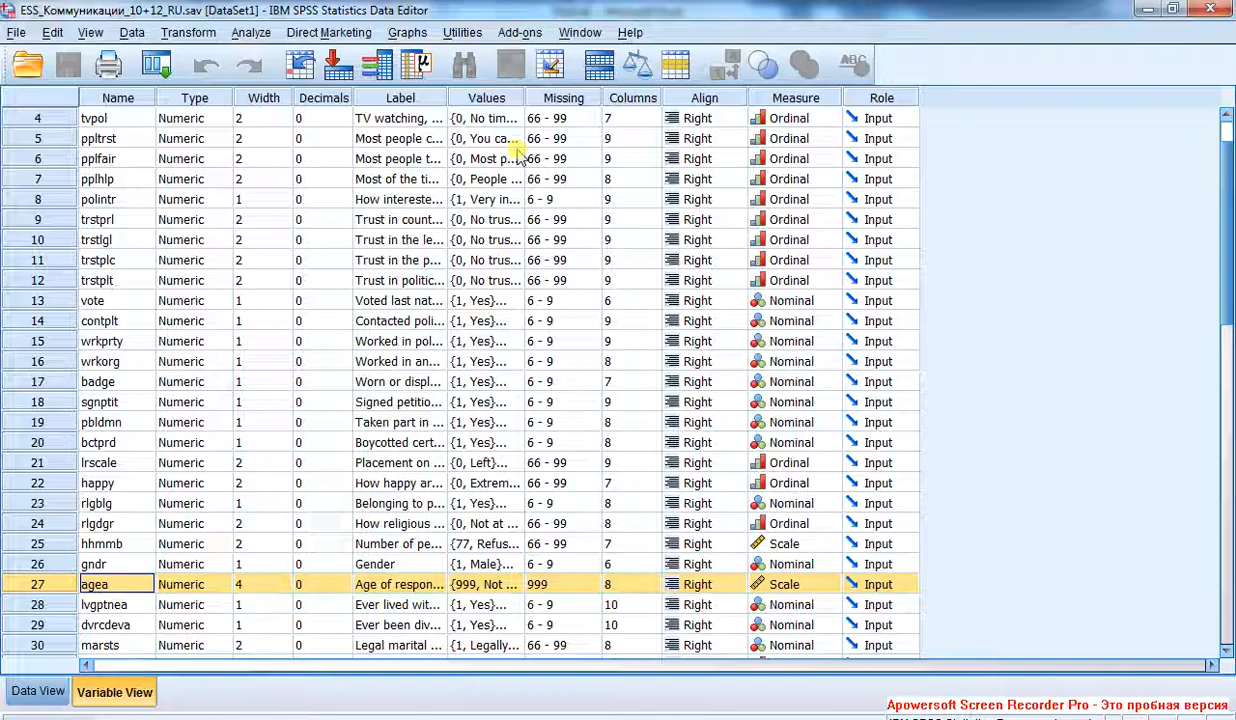 ESS_Коммуникации_10+12_RU.sav [DataSet1] - IBM SPSS Statistics Data Editor
File Edit View Data Transform Analyze Direct Marketing Graphs Utilities Add-ons Window Help
Name Type Width Decimals Label Values Missing Columns Align Measure Role
4 tvpol Numeric 2 0 TV watching, ... {0, No tim... 66 - 99 7 Right Ordinal Input
5 ppltrst Numeric 2 0 Most people c... {0, You ca... 66 - 99 9 Right Ordinal Input
6 pplfair Numeric 2 0 Most people t... {0, Most p... 66 - 99 9 Right Ordinal Input
7 pplhlp Numeric 2 0 Most of the ti... {0, People ... 66 - 99 8 Right Ordinal Input
8 polintr Numeric 1 0 How intereste... {1, Very in... 6 - 9 9 Right Ordinal Input
9 trstprl Numeric 2 0 Trust in count... {0, No trus... 66 - 99 9 Right Ordinal Input
10 trstlgl Numeric 2 0 Trust in the le... {0, No trus... 66 - 99 9 Right Ordinal Input
11 trstplc Numeric 2 0 Trust in the p... {0, No trus... 66 - 99 9 Right Ordinal Input
12 trstplt Numeric 2 0 Trust in politic... {0, No trus... 66 - 99 9 Right Ordinal Input
13 vote Numeric 1 0 Voted last nat... {1, Yes}... 6 - 9 6 Right Nominal Input
14 contplt Numeric 1 0 Contacted poli... {1, Yes}... 6 - 9 9 Right Nominal Input
15 wrkprty Numeric 1 0 Worked in pol... {1, Yes}... 6 - 9 9 Right Nominal Input
16 wrkorg Numeric 1 0 Worked in an... {1, Yes}... 6 - 9 8 Right Nominal Input
17 badge Numeric 1 0 Worn or displ... {1, Yes}... 6 - 9 7 Right Nominal Input
18 sgnptit Numeric 1 0 Signed petitio... {1, Yes}... 6 - 9 8 Right Nominal Input
19 pbldmn Numeric 1 0 Taken part in ... {1, Yes}... 6 - 9 8 Right Nominal Input
20 bctprd Numeric 1 0 Boycotted cert... {1, Yes}... 6 - 9 8 Right Nominal Input
21 lrscale Numeric 2 0 Placement on ... {0, Left}... 66 - 99 9 Right Ordinal Input
22 happy Numeric 2 0 How happy ar... {0, Extrem... 66 - 99 7 Right Ordinal Input
23 rlgblg Numeric 1 0 Belonging to p... {1, Yes}... 6 - 9 8 Right Nominal Input
24 rlgdgr Numeric 2 0 How religious ... {0, Not at ... 66 - 99 8 Right Ordinal Input
25 hhmmb Numeric 2 0 Number of pe... {77, Refus... 66 - 99 7 Right Scale Input
26 gndr Numeric 1 0 Gender {1, Male}... 6 - 9 6 Right Nominal Input
27 agea Numeric 4 0 Age of respon... {999, Not ... 999 8 Right Scale Input
28 lvgptnea Numeric 1 0 Ever lived wit... {1, Yes}... 6 - 9 10 Right Nominal Input
29 dvrcdeva Numeric 1 0 Ever been div... {1, Yes}... 6 - 9 10 Right Nominal Input
30 marsts Numeric 2 0 Legal marital ... {1, Legally... 66 - 99 8 Right Nominal Input
Data View Variable View
Apowersoft Screen Recorder Pro - Это пробная версия